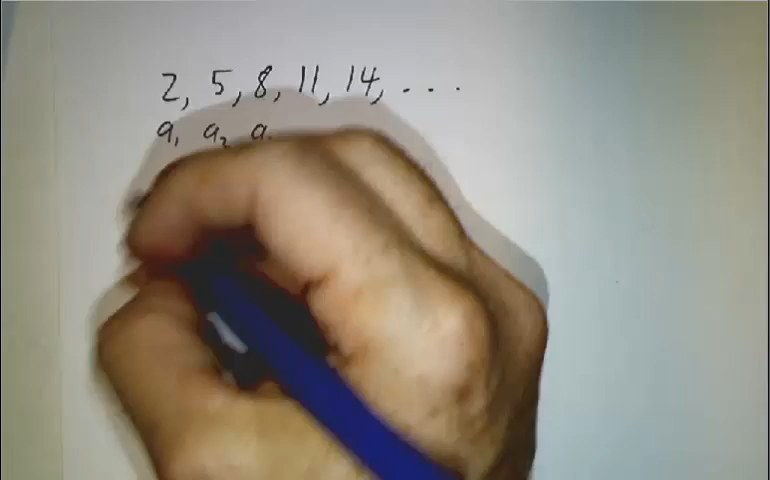 2, 5, 8, 11, 14, ...
a₁ a₂ a